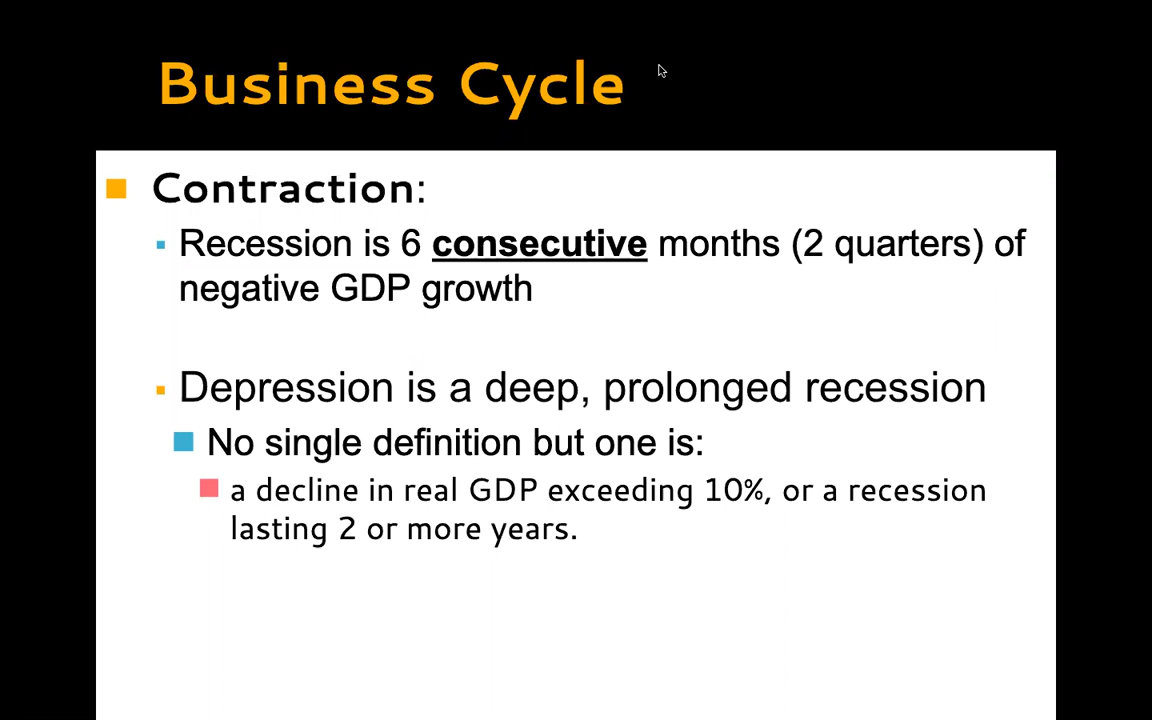 Business Cycle
Contraction:
Recession is 6 consecutive months (2 quarters) of
negative GDP growth
Depression is a deep, prolonged recession
No single definition but one is:
a decline in real GDP exceeding 10%, or a recession
lasting 2 or more years.